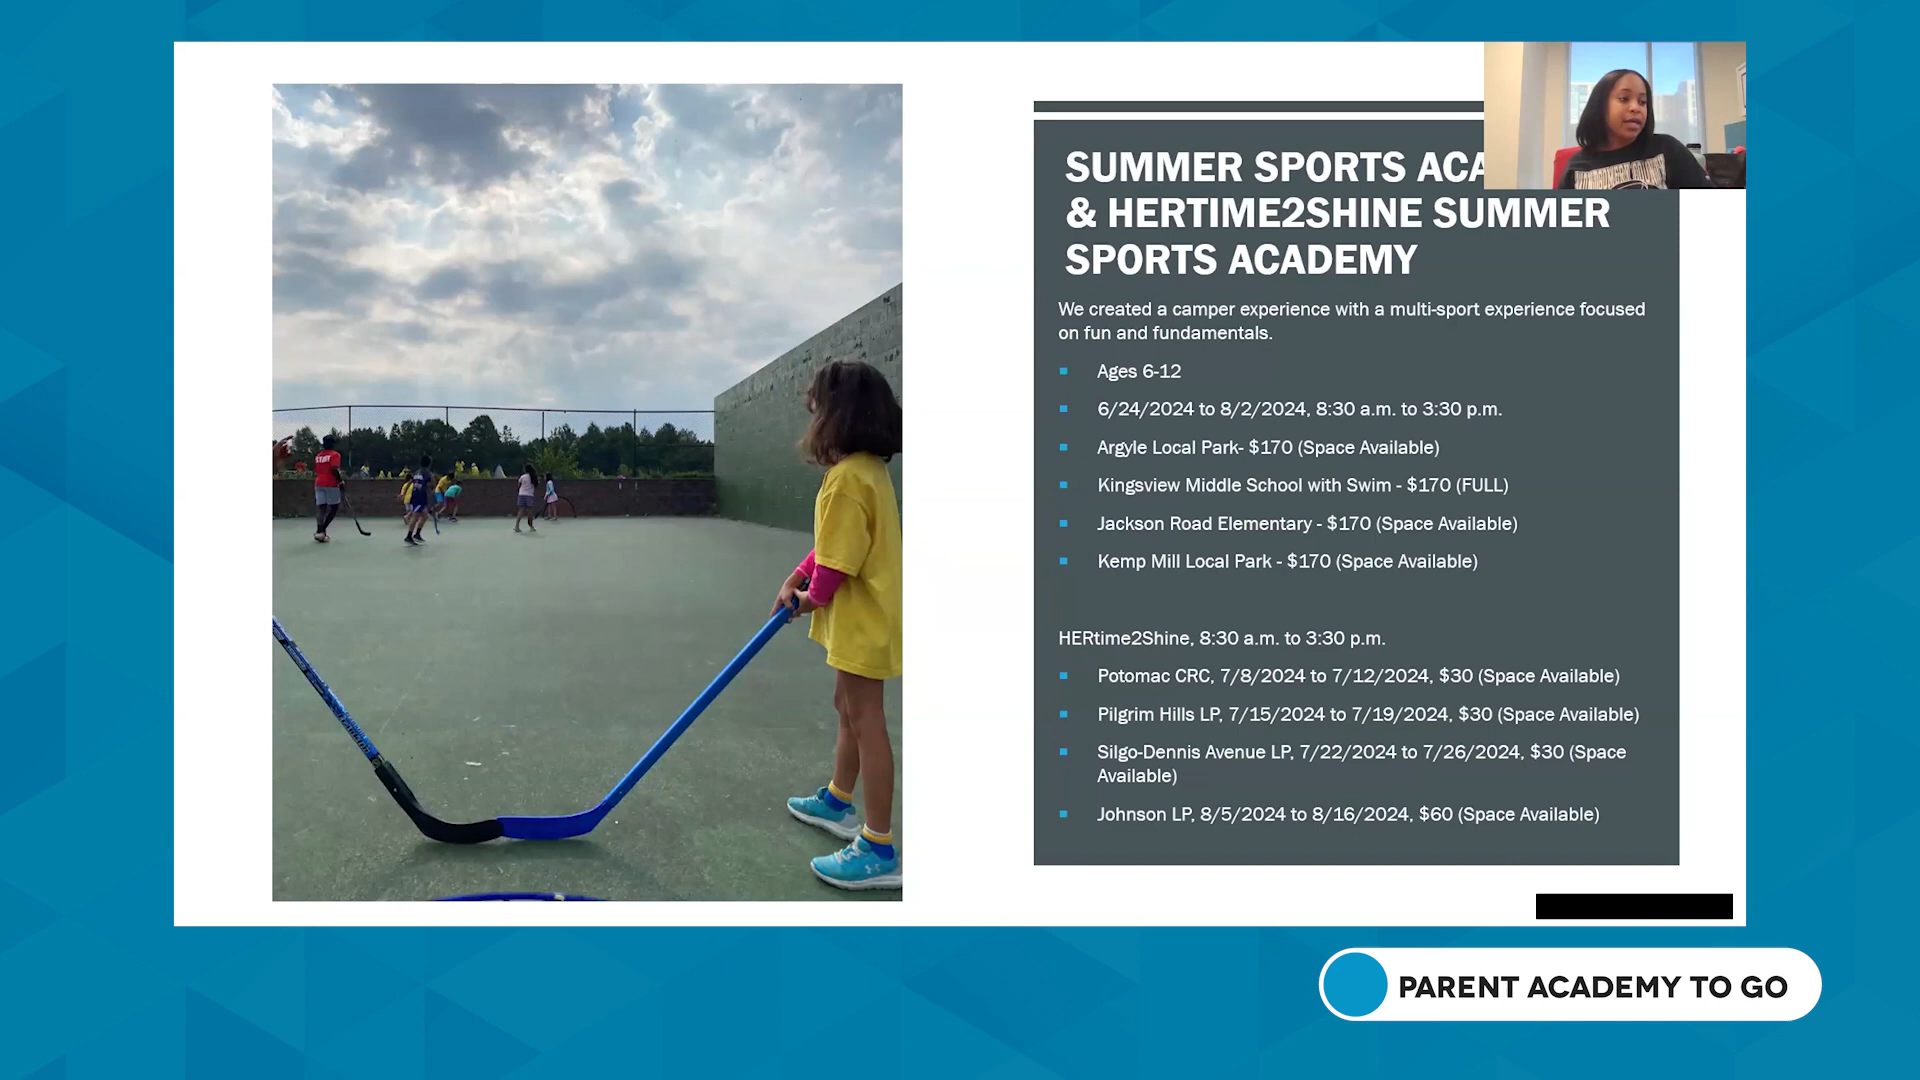 SUMMER SPORTS
& HERTIME2SHINE SUMMER
SPORTS ACADEMY
We created a camper experience with a multi-sport experience focused
on fun and fundamentals.
Ages 6-12
6/24/2024 to 8/2/2024, 8:30 a.m. to 3:30 p.m.
Argyle Local Park- $170 (Space Available)
Kingsview Middle School with Swim - $170 (FULL)
Jackson Road Elementary - $170 (Space Available)
Kemp Mill Local Park - $170 (Space Available)
HERtime2Shine, 8:30 a.m. to 3:30 p.m.
Potomac CRC, 7/8/2024 to 7/12/2024, $30 (Space Available)
Pilgrim Hills LP, 7/15/2024 to 7/19/2024, $30 (Space Available)
Silgo-Dennis Avenue LP, 7/22/2024 to 7/26/2024, $30 (Space
Available)
Johnson LP, 8/5/2024 to 8/16/2024, $60 (Space Available)
STAFF
PARENT ACADEMY TO GO